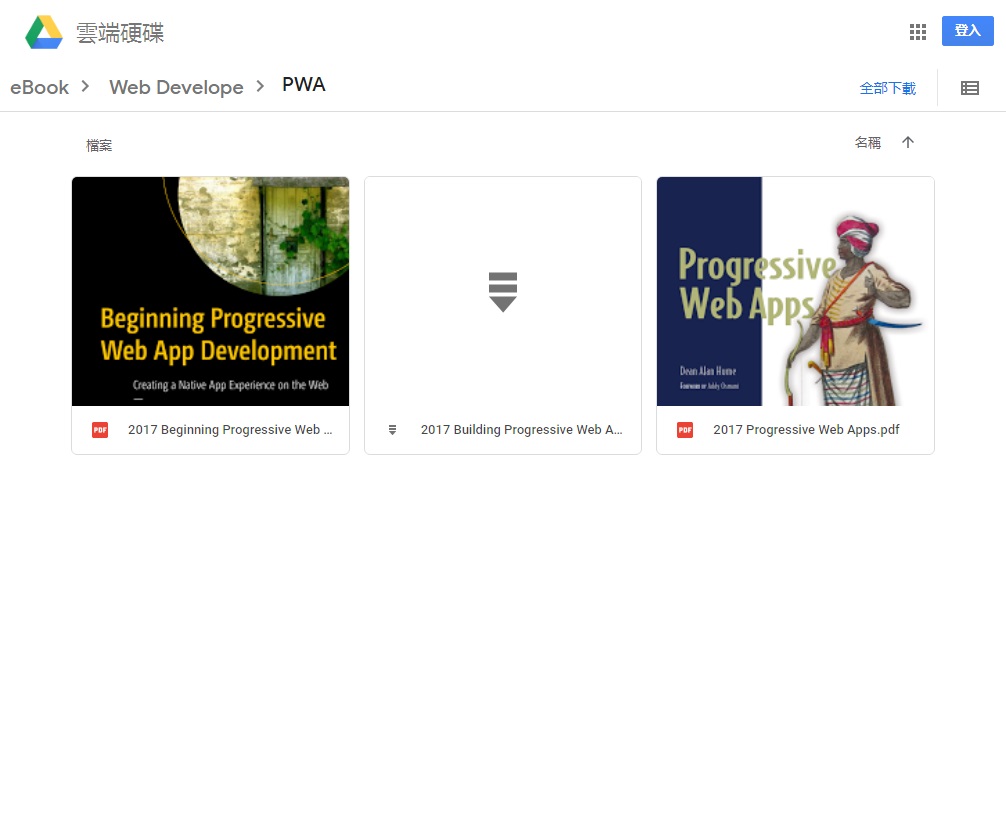 雲端硬碟
登入
eBook
Web Develope
PWA
全部下載
檔案
名稱
Beginning Progressive
Web App Development
Creating a Native App Experience on the Web
Progressive
Web Apps
Dean Alan Hume
Foreword by Addy Osmani
PDF
2017 Beginning Progressive Web ...
2017 Building Progressive Web A...
PDF
2017 Progressive Web Apps.pdf